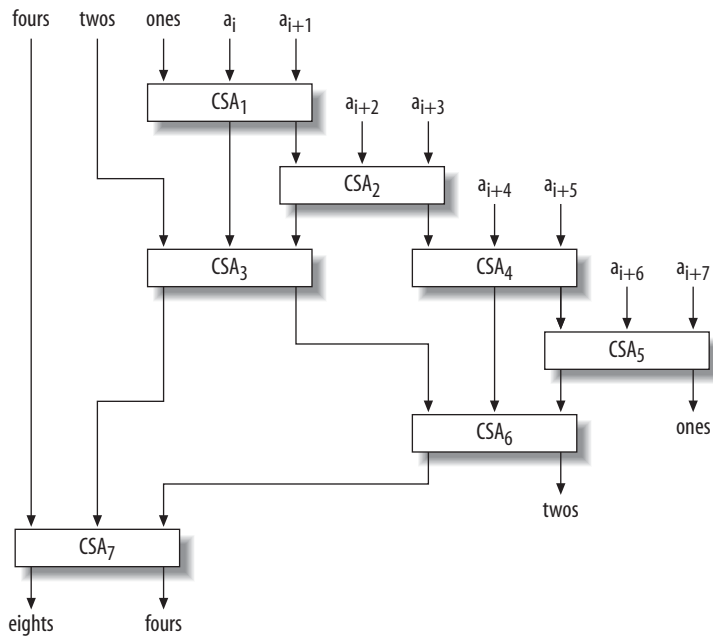 fours twos ones aᵢ aᵢ₊₁
CSA₁
aᵢ₊₂ aᵢ₊₃
CSA₂
aᵢ₊₄ aᵢ₊₅
CSA₃ CSA₄
aᵢ₊₆ aᵢ₊₇
CSA₅
ones
CSA₆
twos
CSA₇
eights fours